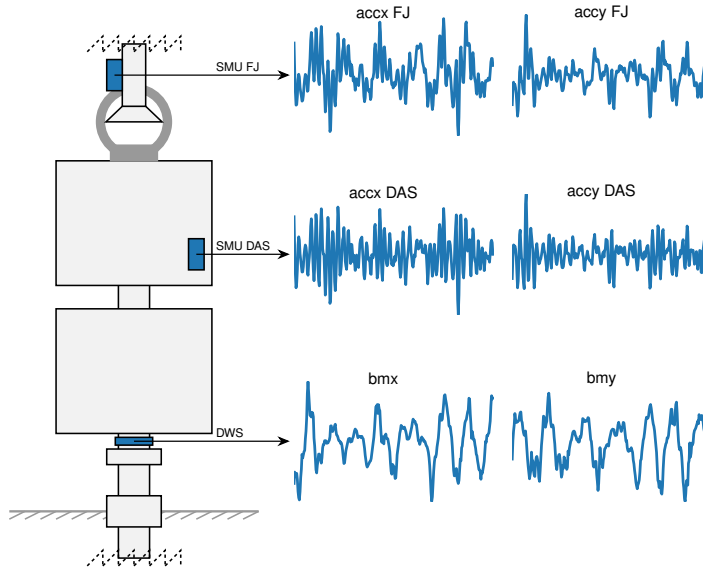 accx FJ
accy FJ
SMU FJ
accx DAS
accy DAS
SMU DAS
bmx
bmy
DWS